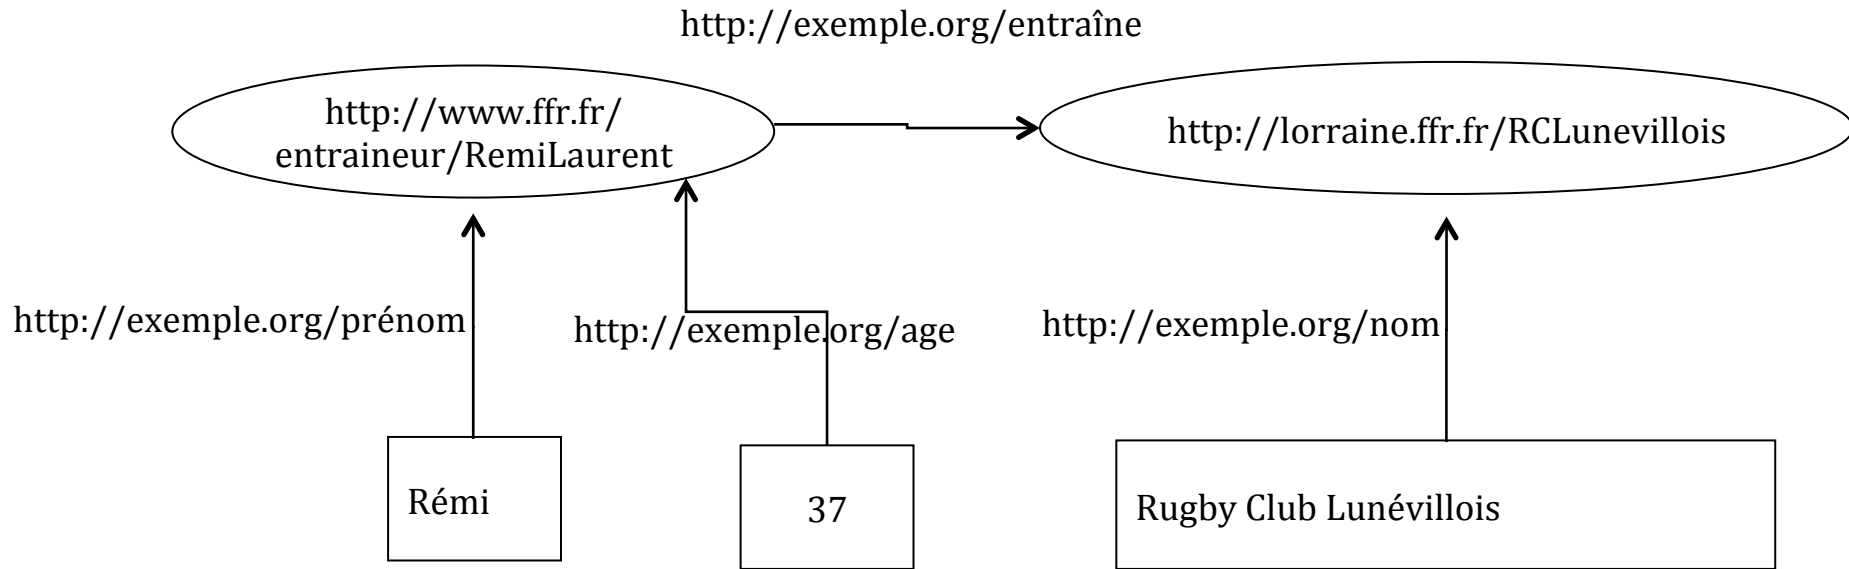 http://exemple.org/entraîne
http://www.ffr.fr/
entraineur/RemiLaurent
http://lorraine.ffr.fr/RCLunevillois
http://exemple.org/prénom
http://exemple.org/age
http://exemple.org/nom
Rémi
37
Rugby Club Lunévillois